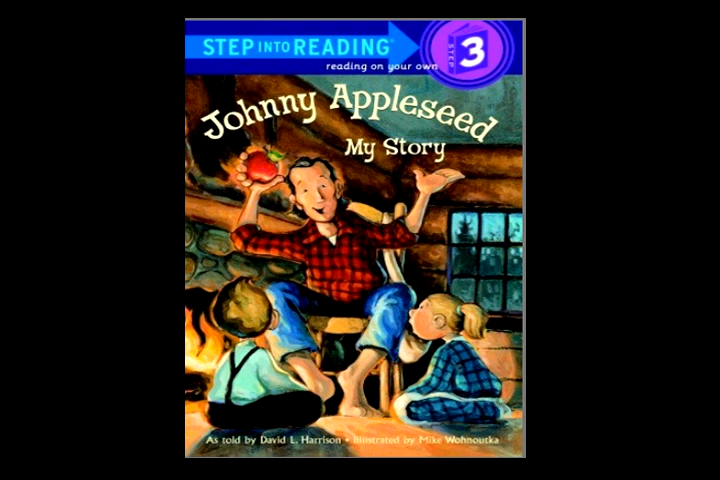 STEP INTO READING®
reading on your own
STEP 3
Johnny Appleseed
My Story
As told by David L. Harrison • Illustrated by Mike Wohnoutka